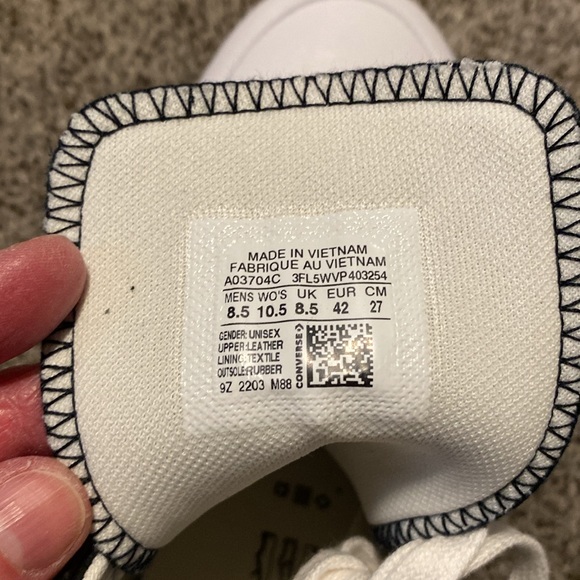 MADE IN VIETNAM
FABRIQUE AU VIETNAM
A03704C 3FL5WVP403254
MENS WO'S UK EUR CM
8.5 10.5 8.5 42 27
GENDER: UNISEX
UPPER:LEATHER
LINING:TEXTILE
OUTSOLE:RUBBER
9Z 2203 M88
CONVERSE